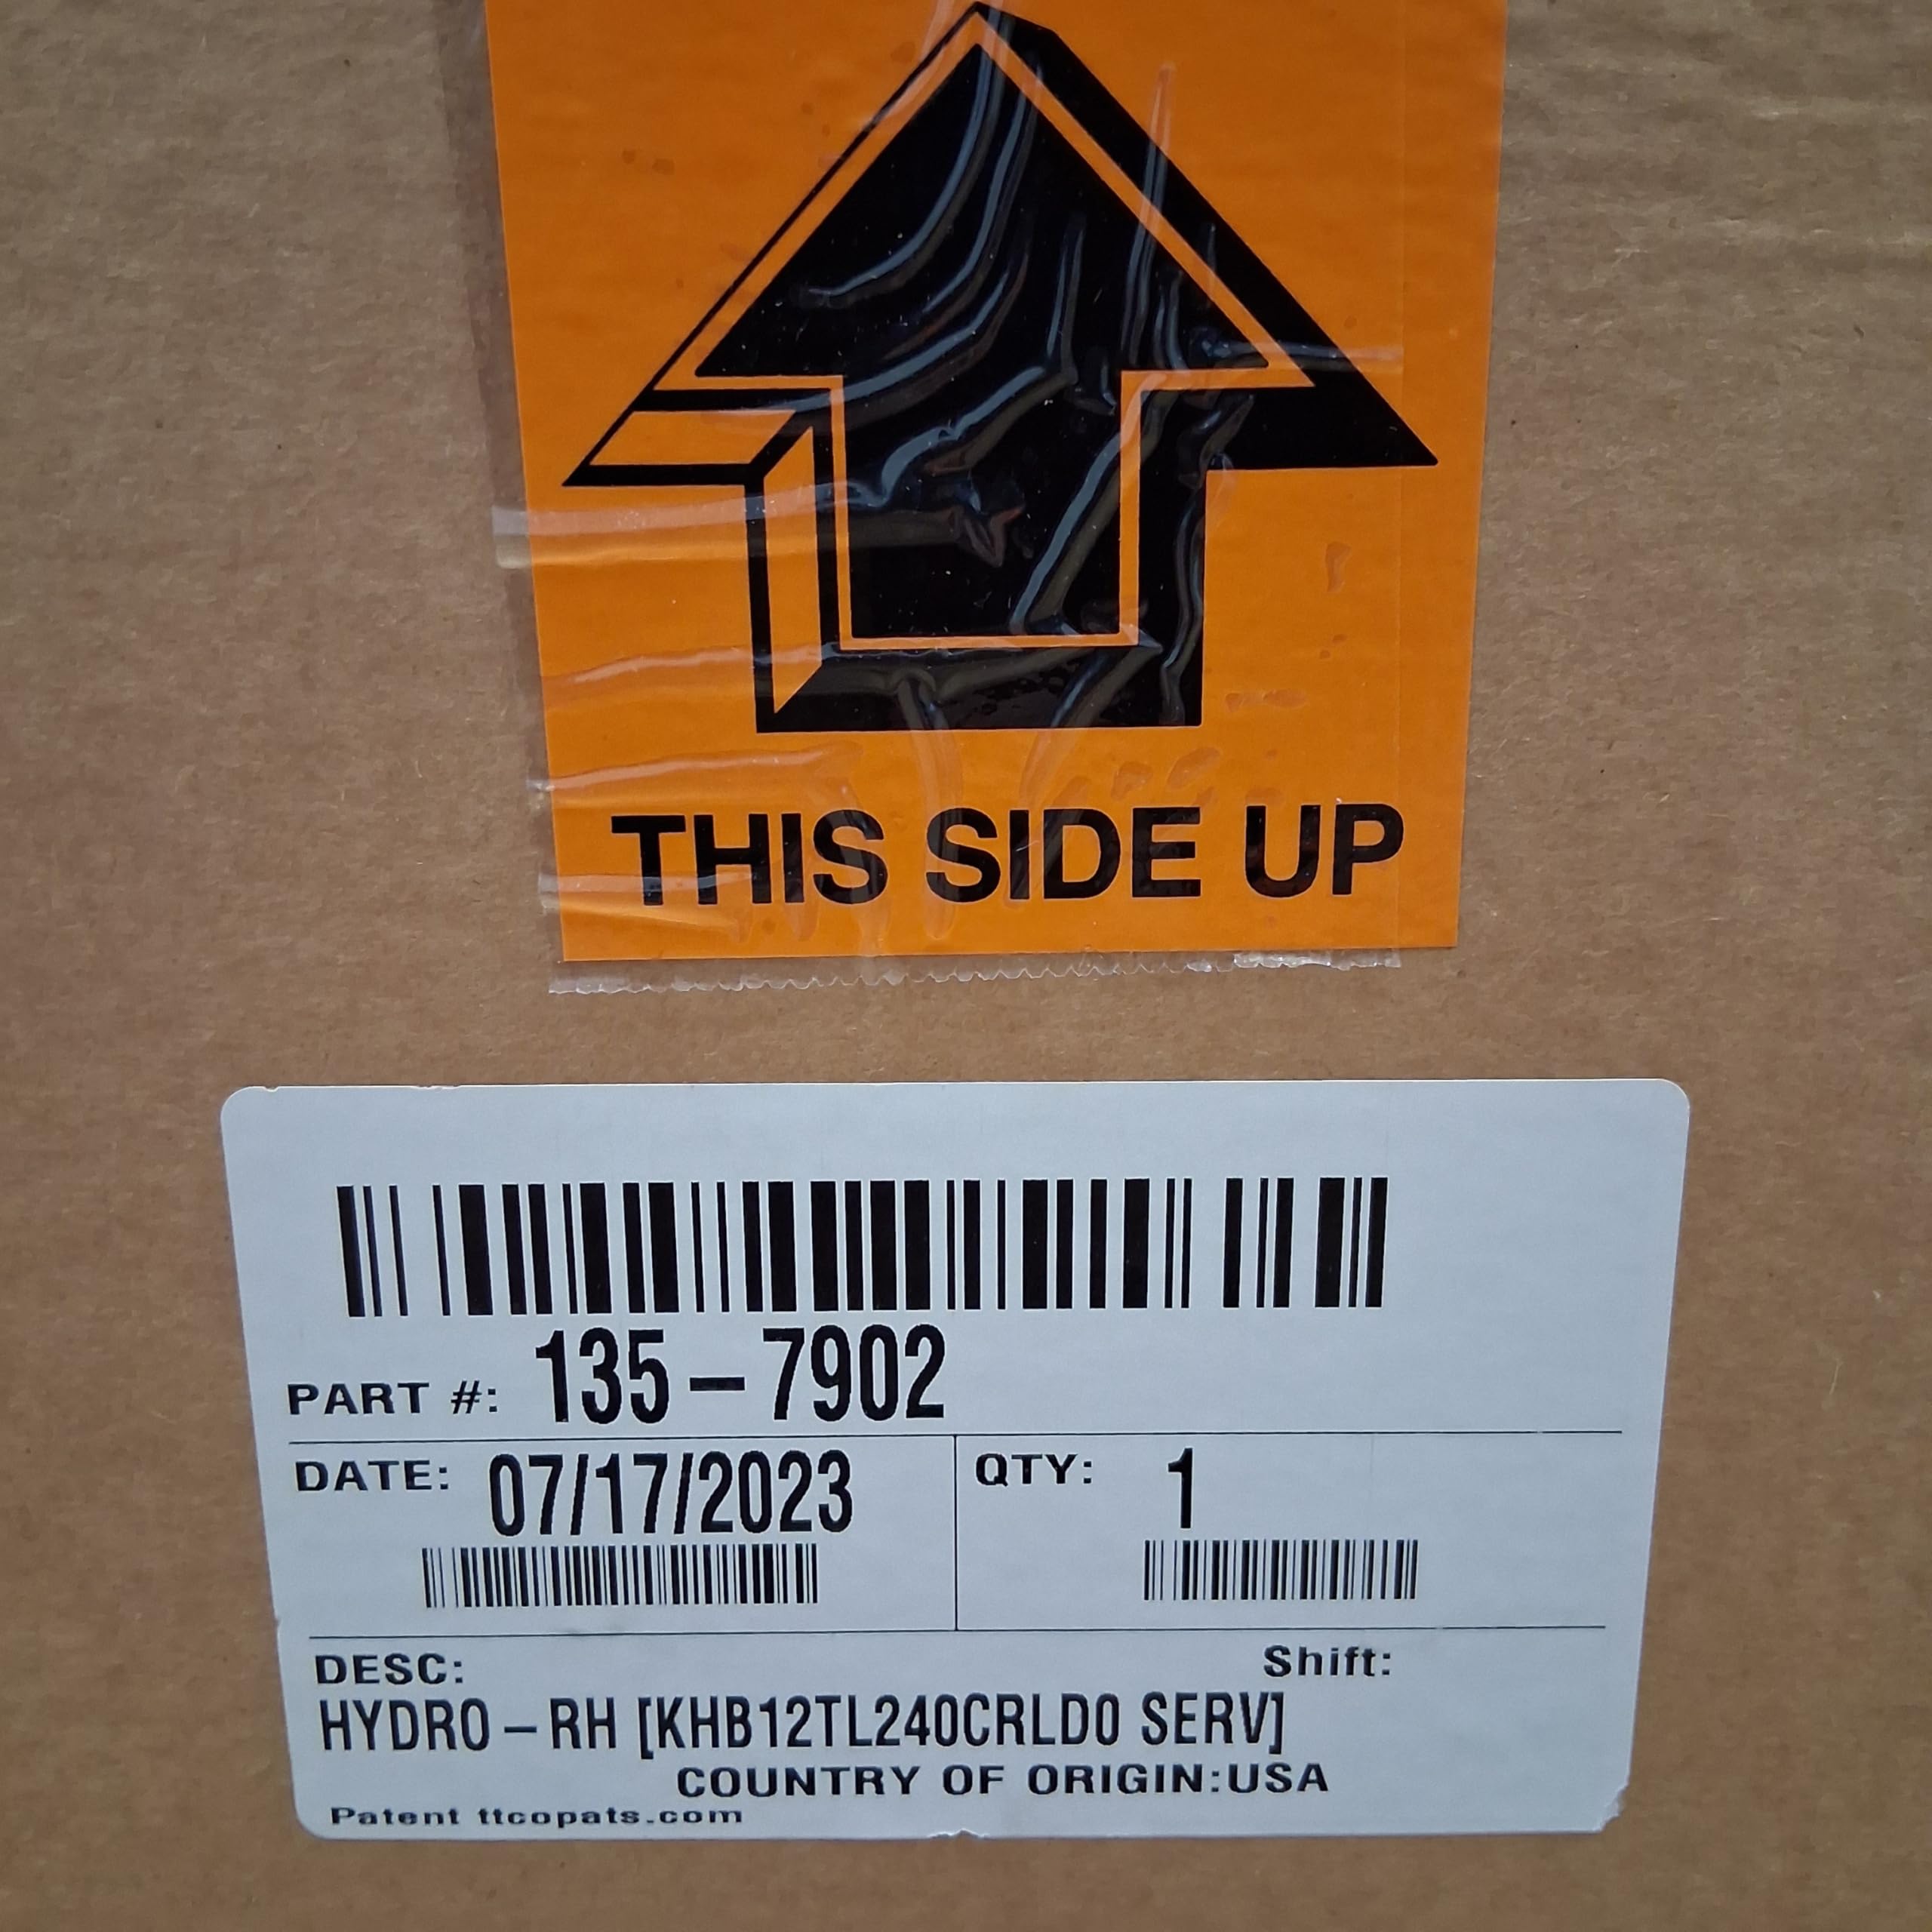 THIS SIDE UP
PART #: 135-7902
DATE: 07/17/2023 QTY: 1
DESC: Shift:
HYDRO-RH [KHB12TL240CRLD0 SERV]
COUNTRY OF ORIGIN:USA
Patent ttcopats.com